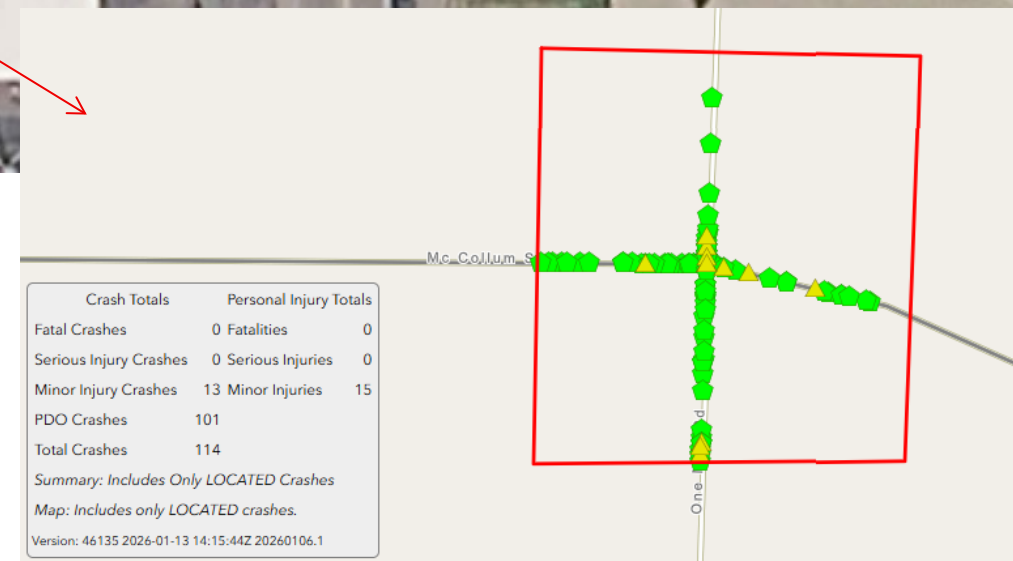 Mc Collum S
One
d
Crash Totals Personal Injury Totals
Fatal Crashes 0 Fatalities 0
Serious Injury Crashes 0 Serious Injuries 0
Minor Injury Crashes 13 Minor Injuries 15
PDO Crashes 101
Total Crashes 114
Summary: Includes Only LOCATED Crashes
Map: Includes only LOCATED crashes.
Version: 46135 2026-01-13 14:15:44Z 20260106.1